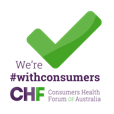 We're
#withconsumers
CHF Consumers Health
Forum of Australia